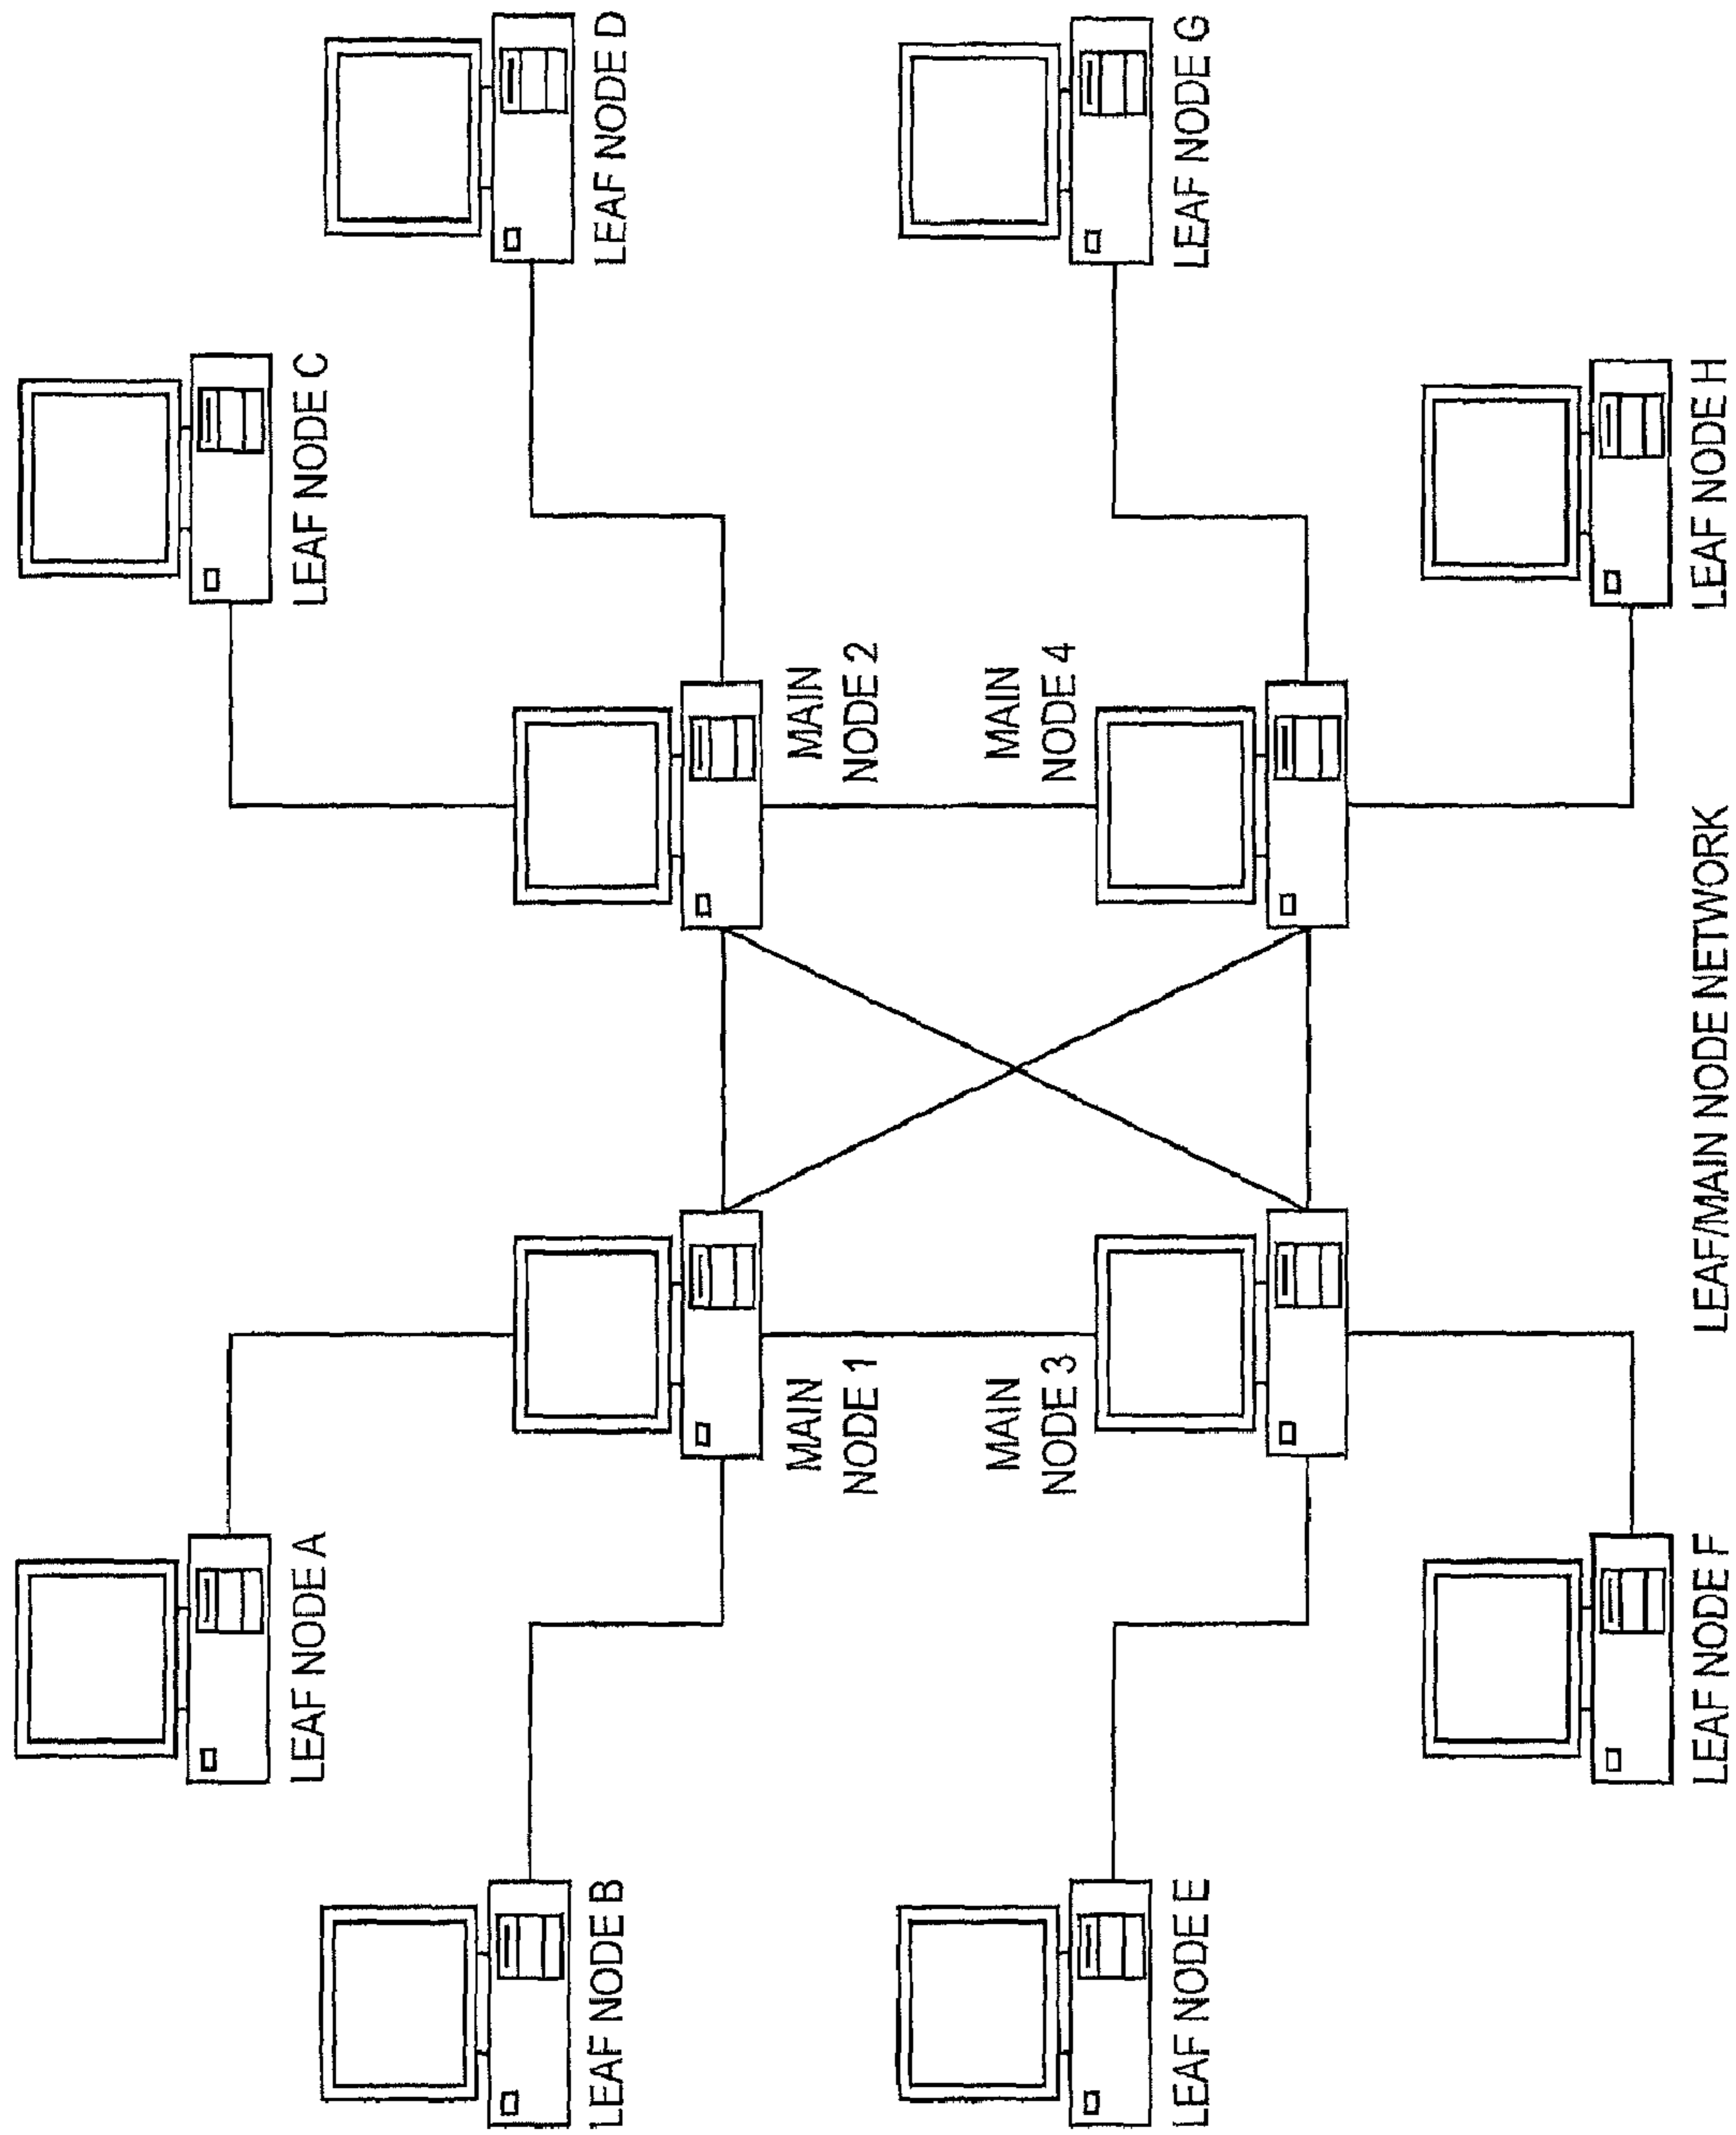 LEAF NODE A
LEAF NODE C
LEAF NODE B
LEAF NODE D
MAIN
NODE 1
MAIN
NODE 2
MAIN
NODE 3
MAIN
NODE 4
LEAF NODE E
LEAF NODE G
LEAF NODE F
LEAF NODE H
LEAF/MAIN NODE NETWORK